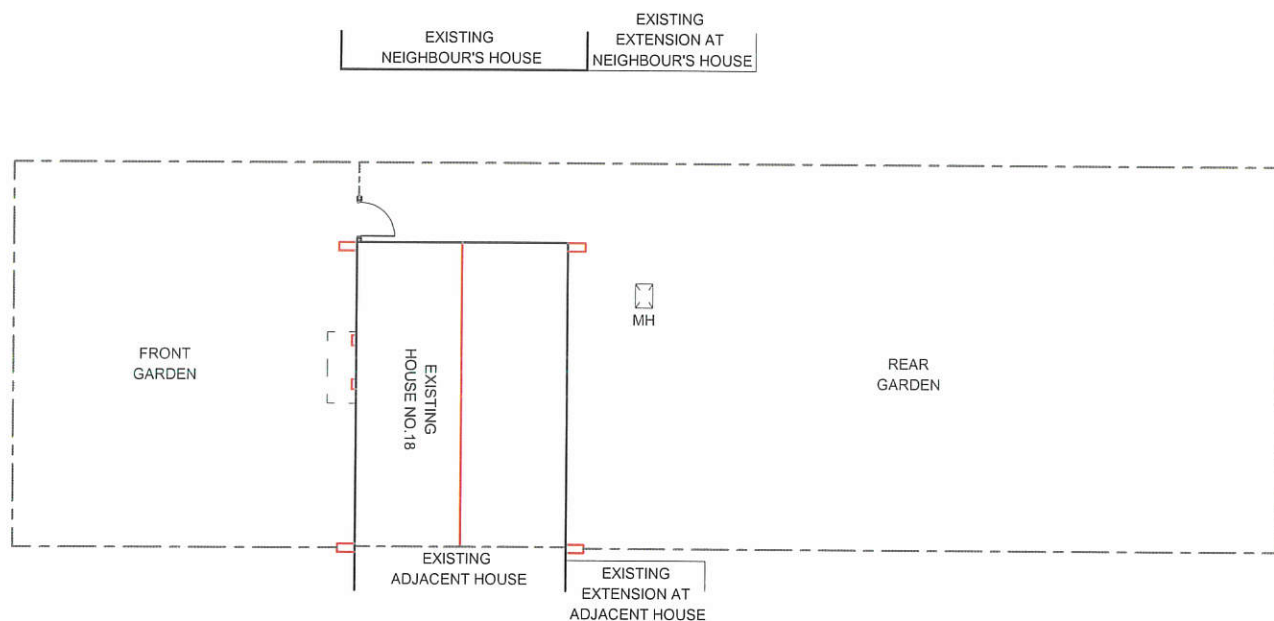 EXISTING
NEIGHBOUR'S HOUSE
EXISTING
EXTENSION AT
NEIGHBOUR'S HOUSE
FRONT
GARDEN
EXISTING
HOUSE NO.18
MH
REAR
GARDEN
EXISTING
ADJACENT HOUSE
EXISTING
EXTENSION AT
ADJACENT HOUSE